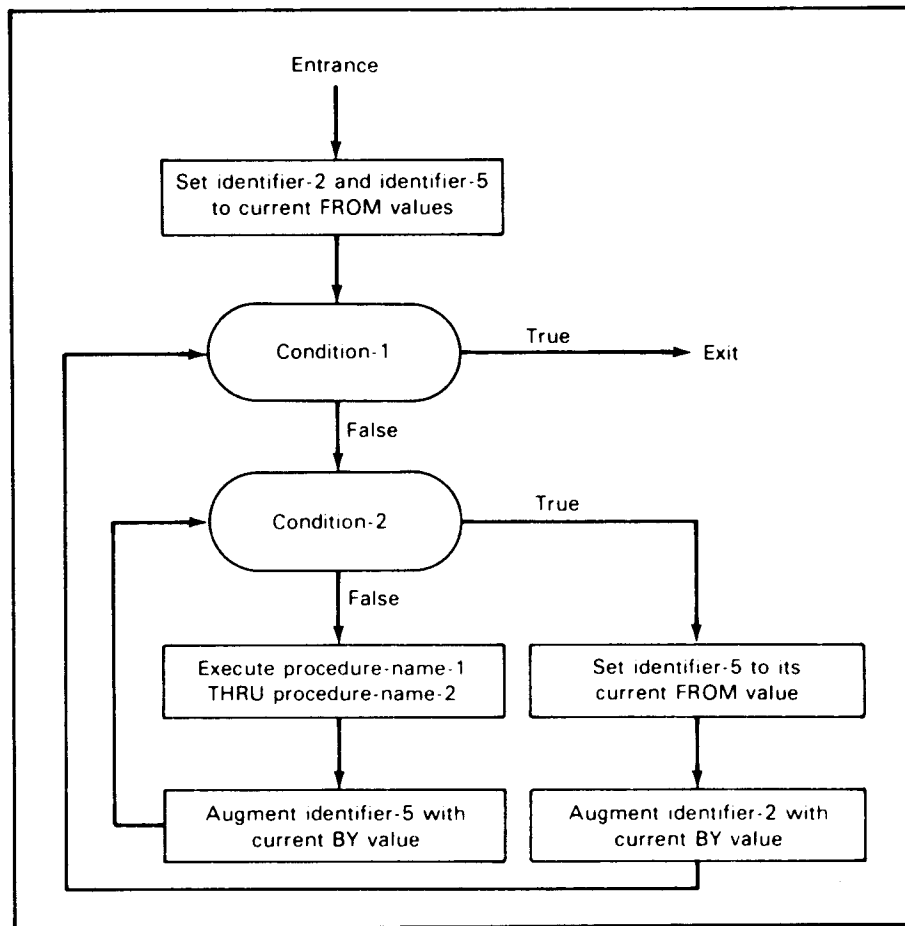 Entrance
Set identifier-2 and identifier-5
to current FROM values
Condition-1
True
Exit
False
Condition-2
True
False
Execute procedure-name-1
THRU procedure-name-2
Set identifier-5 to its
current FROM value
Augment identifier-5 with
current BY value
Augment identifier-2 with
current BY value